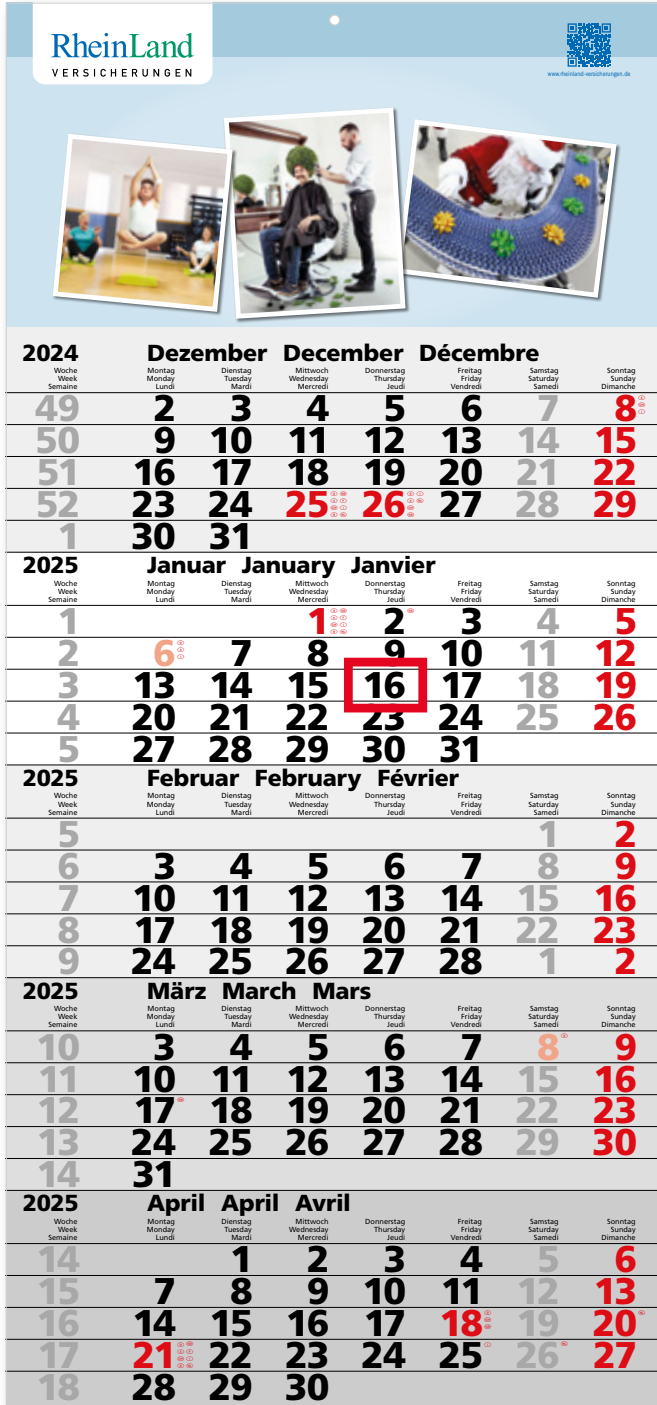 RheinLand
VERSICHERUNGEN
www.rheinland-versicherungen.de
2024 Dezember December Décembre
Woche Montag Dienstag Mittwoch Donnerstag Freitag Samstag Sonntag
Week Monday Tuesday Wednesday Thursday Friday Saturday Sunday
Semaine Lundi Mardi Mercredi Jeudi Vendredi Samedi Dimanche
49 2 3 4 5 6 7 8
50 9 10 11 12 13 14 15
51 16 17 18 19 20 21 22
52 23 24 25 26 27 28 29
1 30 31
2025 Januar January Janvier
Woche Montag Dienstag Mittwoch Donnerstag Freitag Samstag Sonntag
Week Monday Tuesday Wednesday Thursday Friday Saturday Sunday
Semaine Lundi Mardi Mercredi Jeudi Vendredi Samedi Dimanche
1 1 2 3 4 5
2 6 7 8 9 10 11 12
3 13 14 15 16 17 18 19
4 20 21 22 23 24 25 26
5 27 28 29 30 31
2025 Februar February Février
Woche Montag Dienstag Mittwoch Donnerstag Freitag Samstag Sonntag
Week Monday Tuesday Wednesday Thursday Friday Saturday Sunday
Semaine Lundi Mardi Mercredi Jeudi Vendredi Samedi Dimanche
5 1 2
6 3 4 5 6 7 8 9
7 10 11 12 13 14 15 16
8 17 18 19 20 21 22 23
9 24 25 26 27 28 1 2
2025 März March Mars
Woche Montag Dienstag Mittwoch Donnerstag Freitag Samstag Sonntag
Week Monday Tuesday Wednesday Thursday Friday Saturday Sunday
Semaine Lundi Mardi Mercredi Jeudi Vendredi Samedi Dimanche
10 3 4 5 6 7 8 9
11 10 11 12 13 14 15 16
12 17 18 19 20 21 22 23
13 24 25 26 27 28 29 30
14 31
2025 April April Avril
Woche Montag Dienstag Mittwoch Donnerstag Freitag Samstag Sonntag
Week Monday Tuesday Wednesday Thursday Friday Saturday Sunday
Semaine Lundi Mardi Mercredi Jeudi Vendredi Samedi Dimanche
14 1 2 3 4 5 6
15 7 8 9 10 11 12 13
16 14 15 16 17 18 19 20
17 21 22 23 24 25 26 27
18 28 29 30